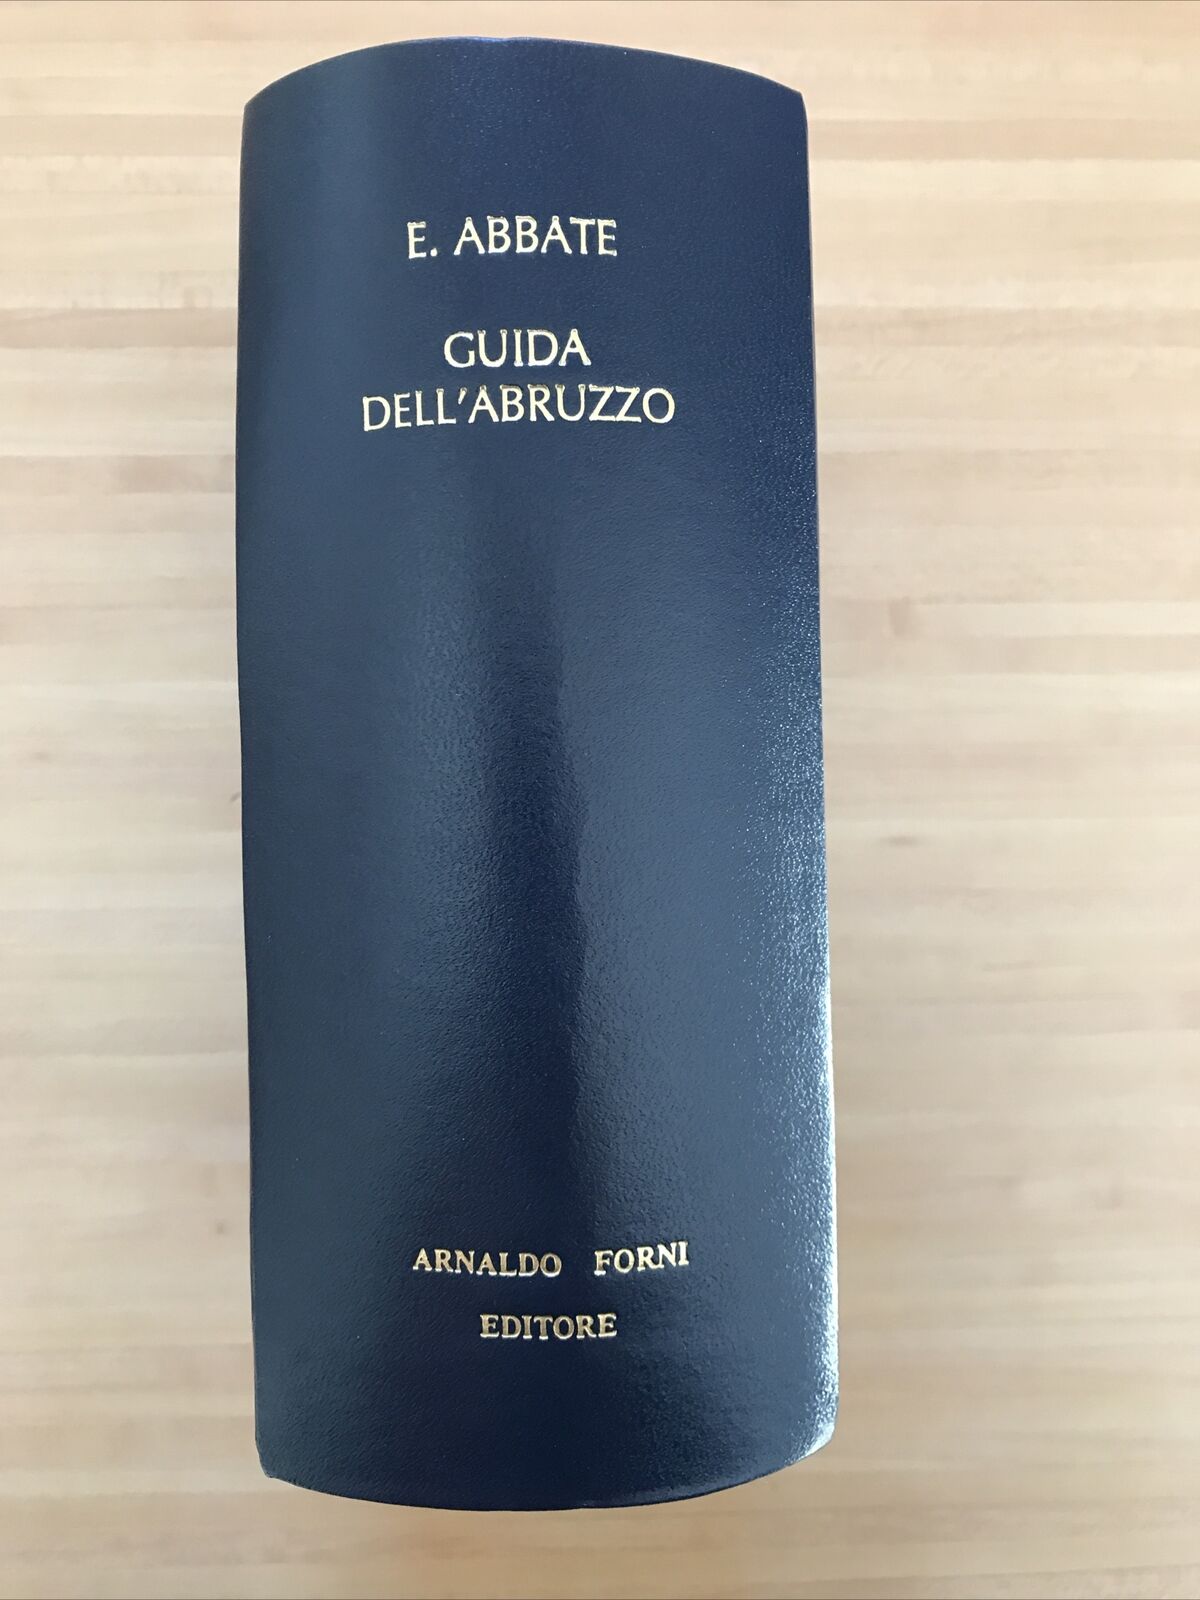 E. ABBATE
GUIDA
DELL'ABRUZZO
ARNALDO FORNI
EDITORE